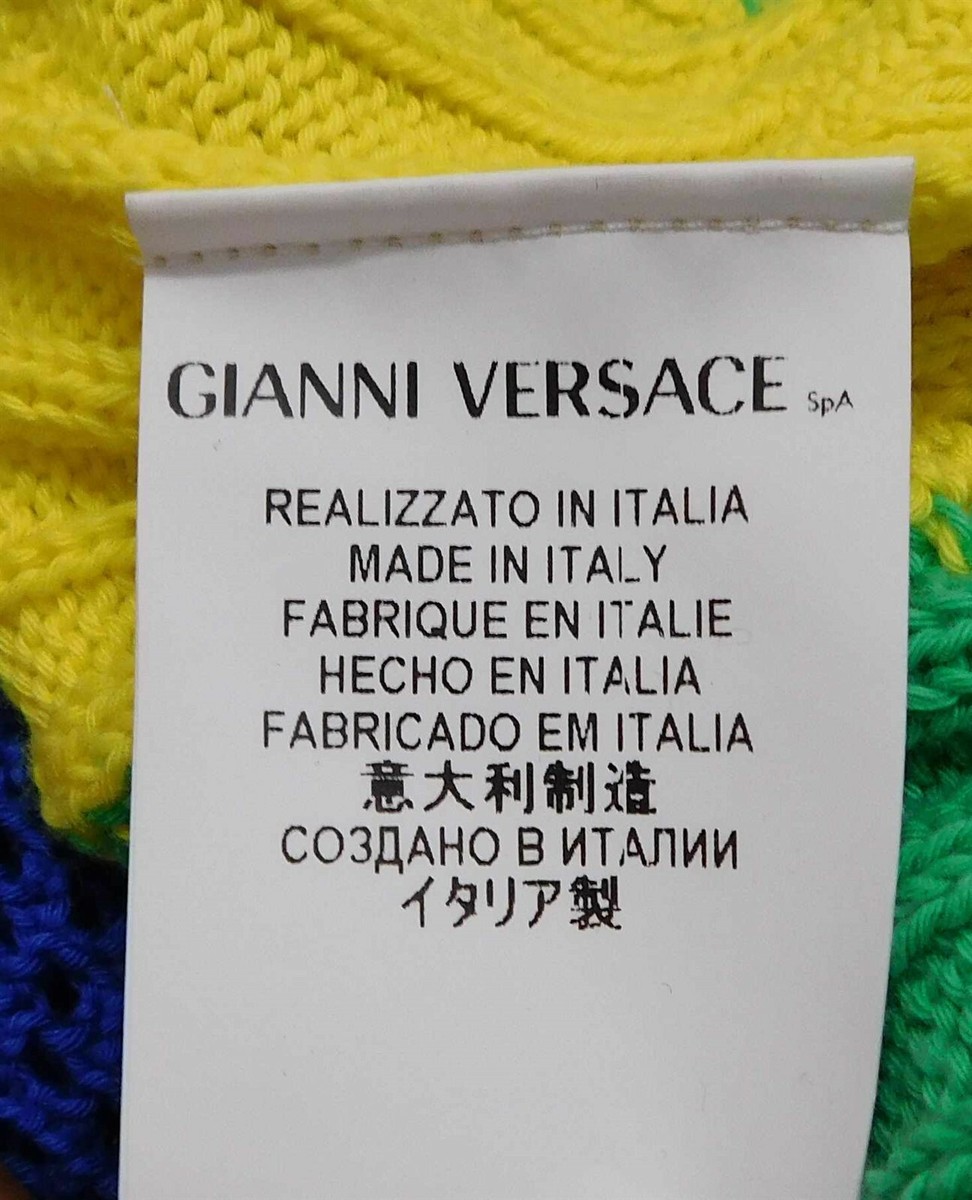 GIANNI VERSACE SpA
REALIZZATO IN ITALIA
MADE IN ITALY
FABRIQUE EN ITALIE
HECHO EN ITALIA
FABRICADO EM ITALIA
意大利制造
СОЗДАНО В ИТАЛИИ
イタリア製